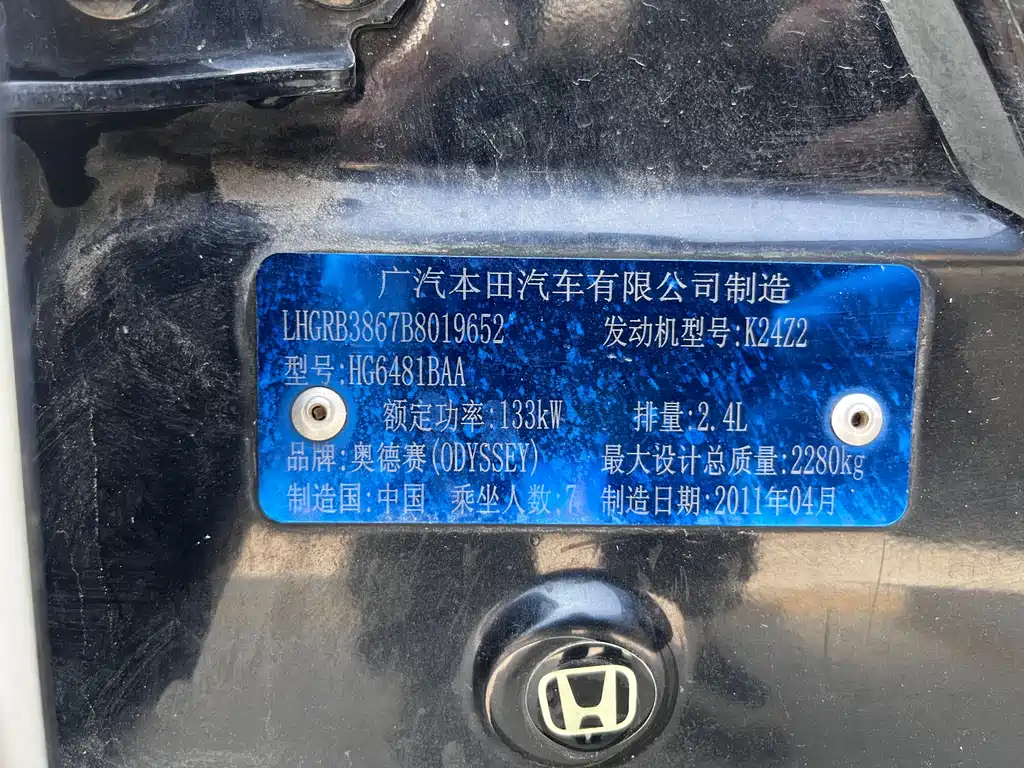 广汽本田汽车有限公司制造
LHGRB3867B8019652 发动机型号:K24Z2
型号:HG6481BAA
额定功率:133kW 排量:2.4L
品牌:奥德赛(ODYSSEY) 最大设计总质量:2280kg
制造国:中国 乘坐人数:7 制造日期:2011年04月